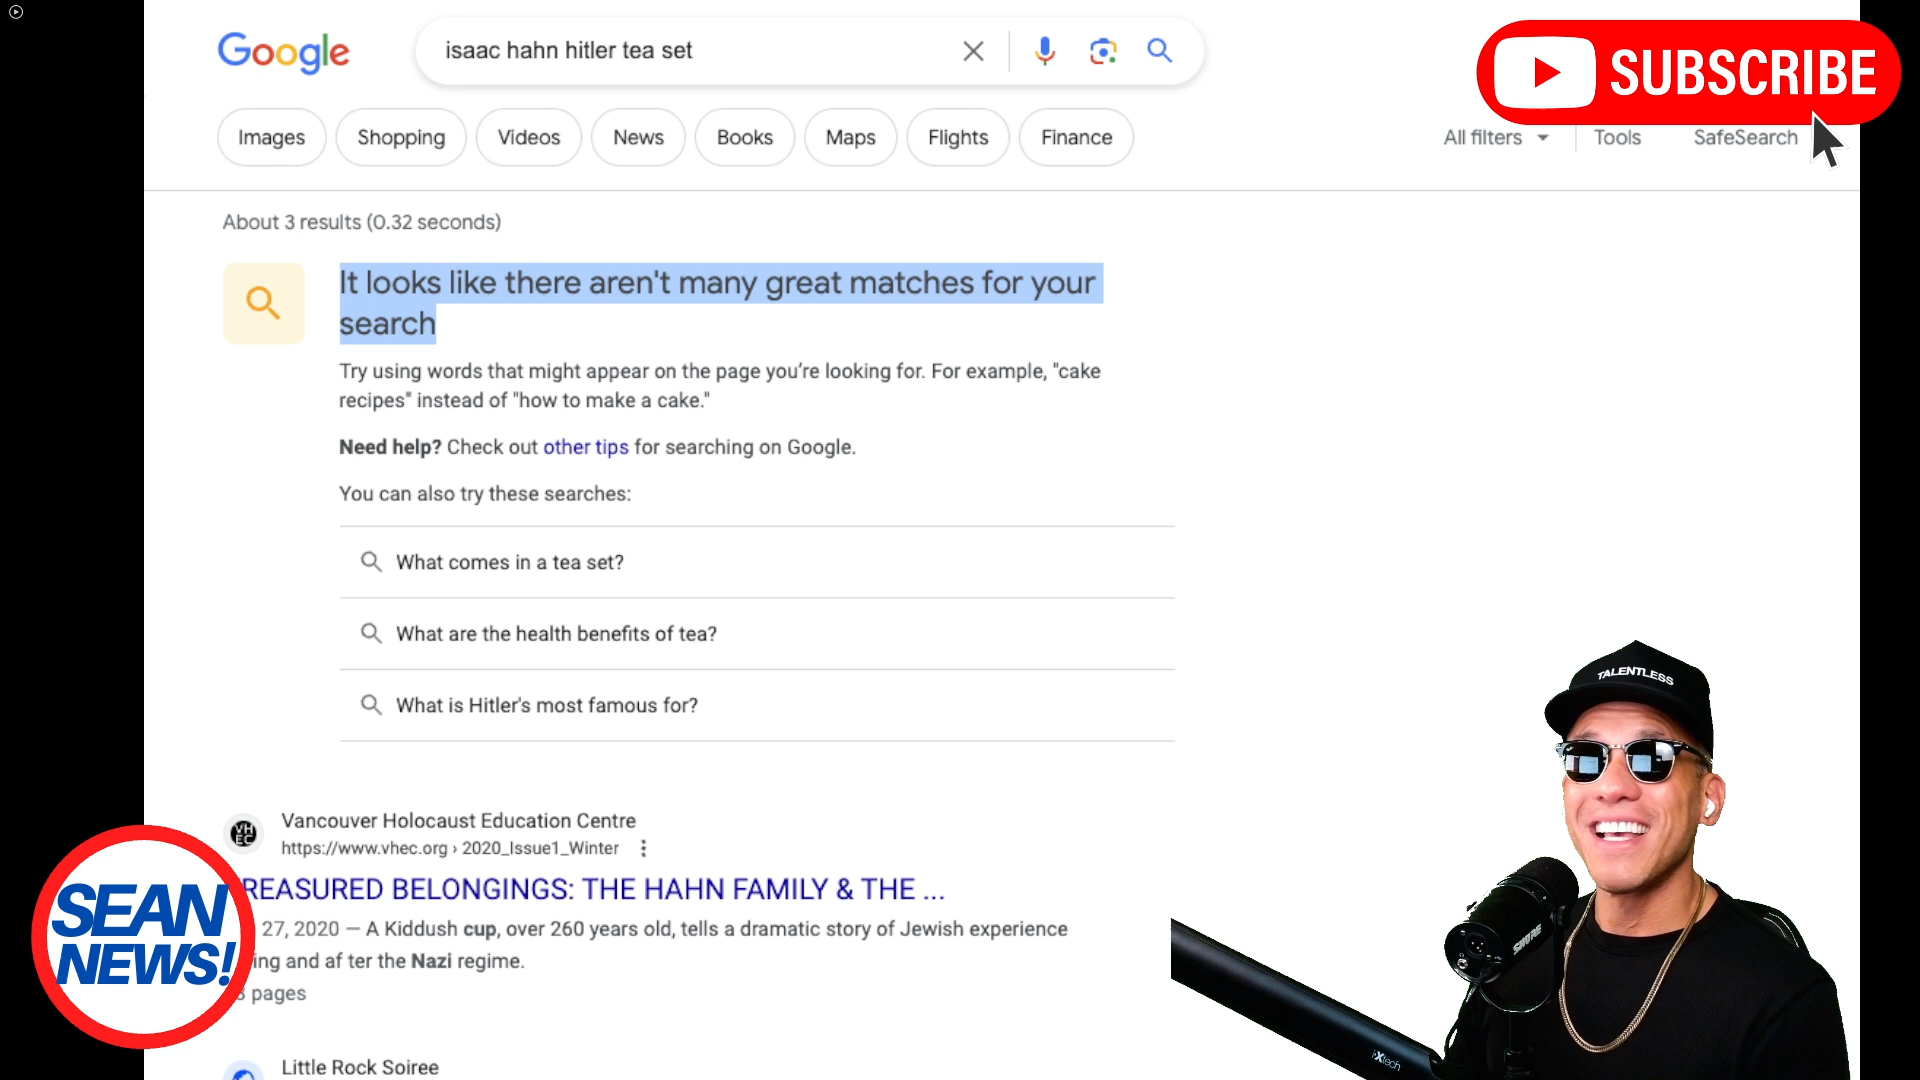 Google
isaac hahn hitler tea set
SUBSCRIBE
Images
Shopping
Videos
News
Books
Maps
Flights
Finance
All filters
Tools
SafeSearch
About 3 results (0.32 seconds)
It looks like there aren't many great matches for your
search
Try using words that might appear on the page you're looking for. For example, "cake
recipes" instead of "how to make a cake."
Need help? Check out other tips for searching on Google.
You can also try these searches:
What comes in a tea set?
What are the health benefits of tea?
What is Hitler's most famous for?
TALENTLESS
VH
EC
Vancouver Holocaust Education Centre
https://www.vhec.org › 2020_Issue1_Winter
REASURED BELONGINGS: THE HAHN FAMILY & THE ...
27, 2020 — A Kiddush cup, over 260 years old, tells a dramatic story of Jewish experience
ing and af ter the Nazi regime.
pages
SEAN
NEWS!
SHURE
IXtech
Little Rock Soiree